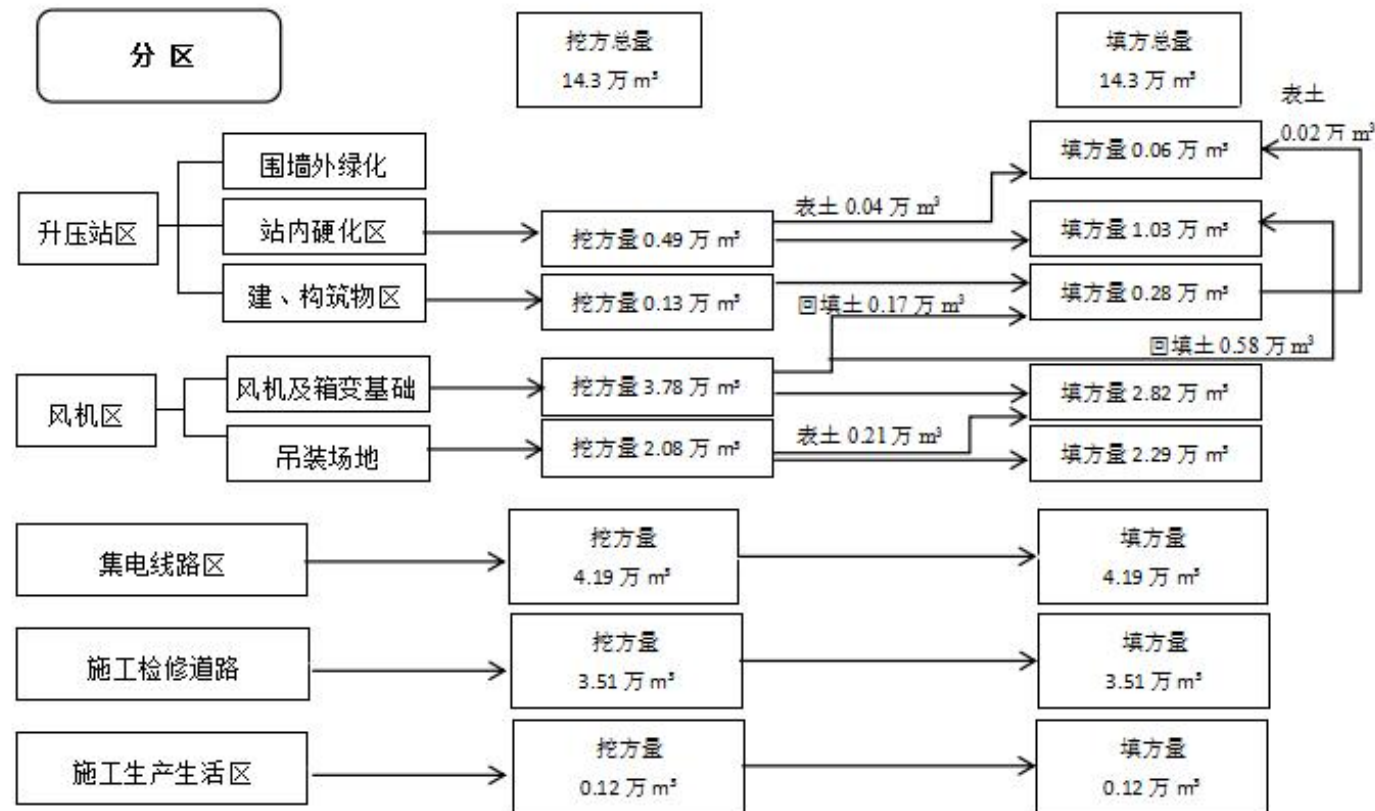 分 区
挖方总量
14.3 万 m³
填方总量
14.3 万 m³
表土
0.02 万 m³
围墙外绿化
填方量 0.06 万 m³
升压站区
站内硬化区
挖方量 0.49 万 m³
表土 0.04 万 m³
填方量 1.03 万 m³
建、构筑物区
挖方量 0.13 万 m³
回填土 0.17 万 m³
填方量 0.28 万 m³
回填土 0.58 万 m³
风机区
风机及箱变基础
挖方量 3.78 万 m³
填方量 2.82 万 m³
吊装场地
挖方量 2.08 万 m³
表土 0.21 万 m³
填方量 2.29 万 m³
集电线路区
挖方量
4.19 万 m³
填方量
4.19 万 m³
施工检修道路
挖方量
3.51 万 m³
填方量
3.51 万 m³
施工生产生活区
挖方量
0.12 万 m³
填方量
0.12 万 m³